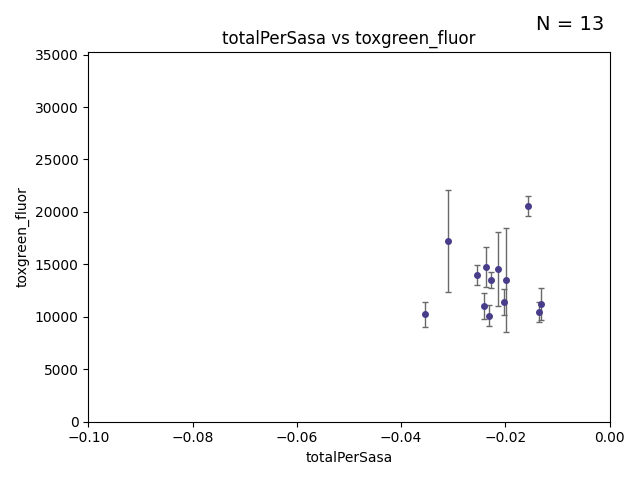 N = 13
totalPerSasa vs toxgreen_fluor
35000
30000
25000
20000
15000
10000
5000
0
toxgreen_fluor
−0.10 −0.08 −0.06 −0.04 −0.02 0.00
totalPerSasa